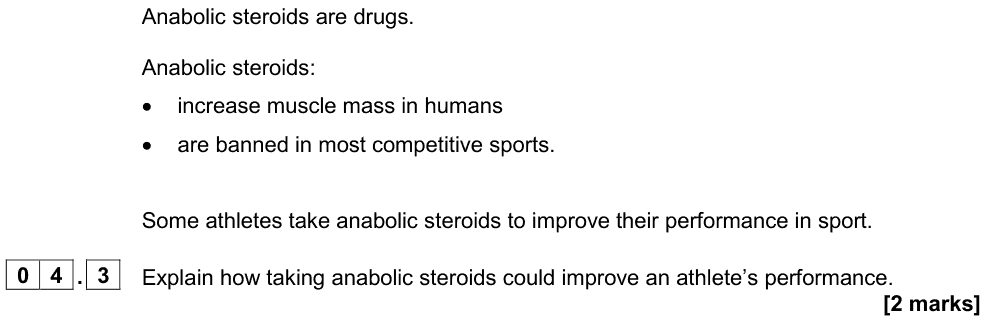 Anabolic steroids are drugs.
Anabolic steroids:
• increase muscle mass in humans
• are banned in most competitive sports.
Some athletes take anabolic steroids to improve their performance in sport.
0 4 . 3 Explain how taking anabolic steroids could improve an athlete's performance.
[2 marks]